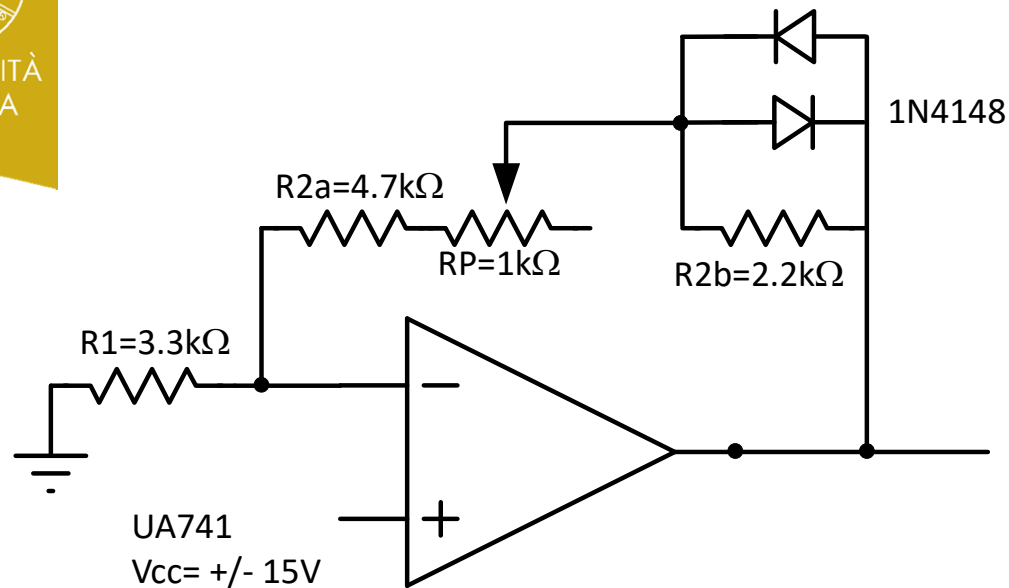 ITÀ
A
1N4148
R2a=4.7kΩ
RP=1kΩ
R2b=2.2kΩ
R1=3.3kΩ
UA741
Vcc= +/- 15V